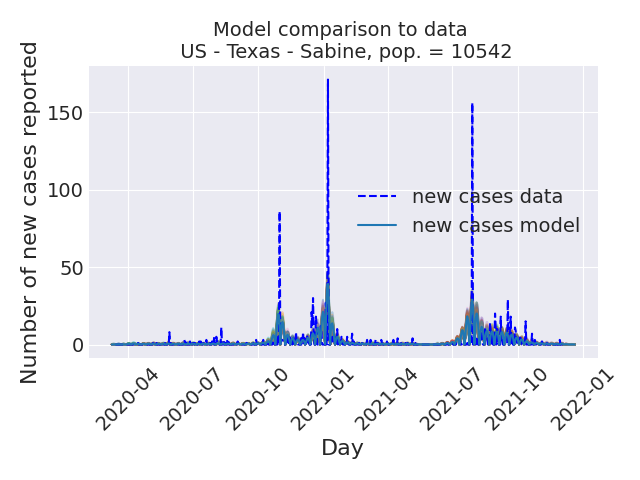 Model comparison to data
US - Texas - Sabine, pop. = 10542
Number of new cases reported
150
100
50
0
new cases data
new cases model
2020-04
2020-07
2020-10
2021-01
2021-04
2021-07
2021-10
2022-01
Day